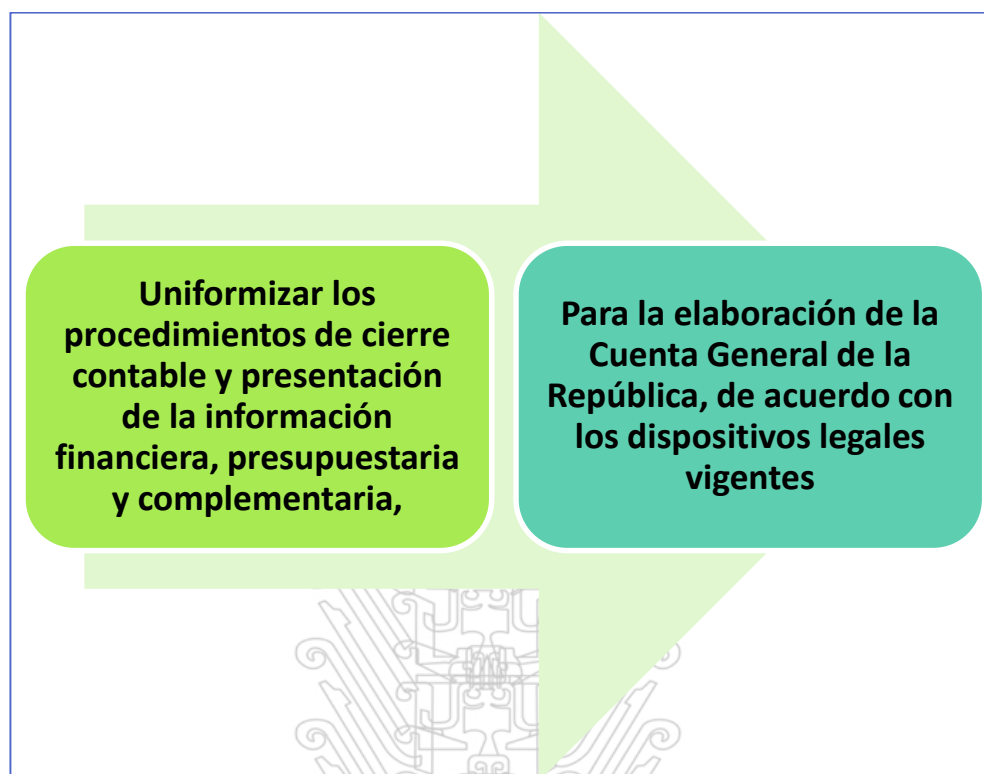 Uniformizar los
procedimientos de cierre
contable y presentación
de la información
financiera, presupuestaria
y complementaria,
Para la elaboración de la
Cuenta General de la
República, de acuerdo con
los dispositivos legales
vigentes